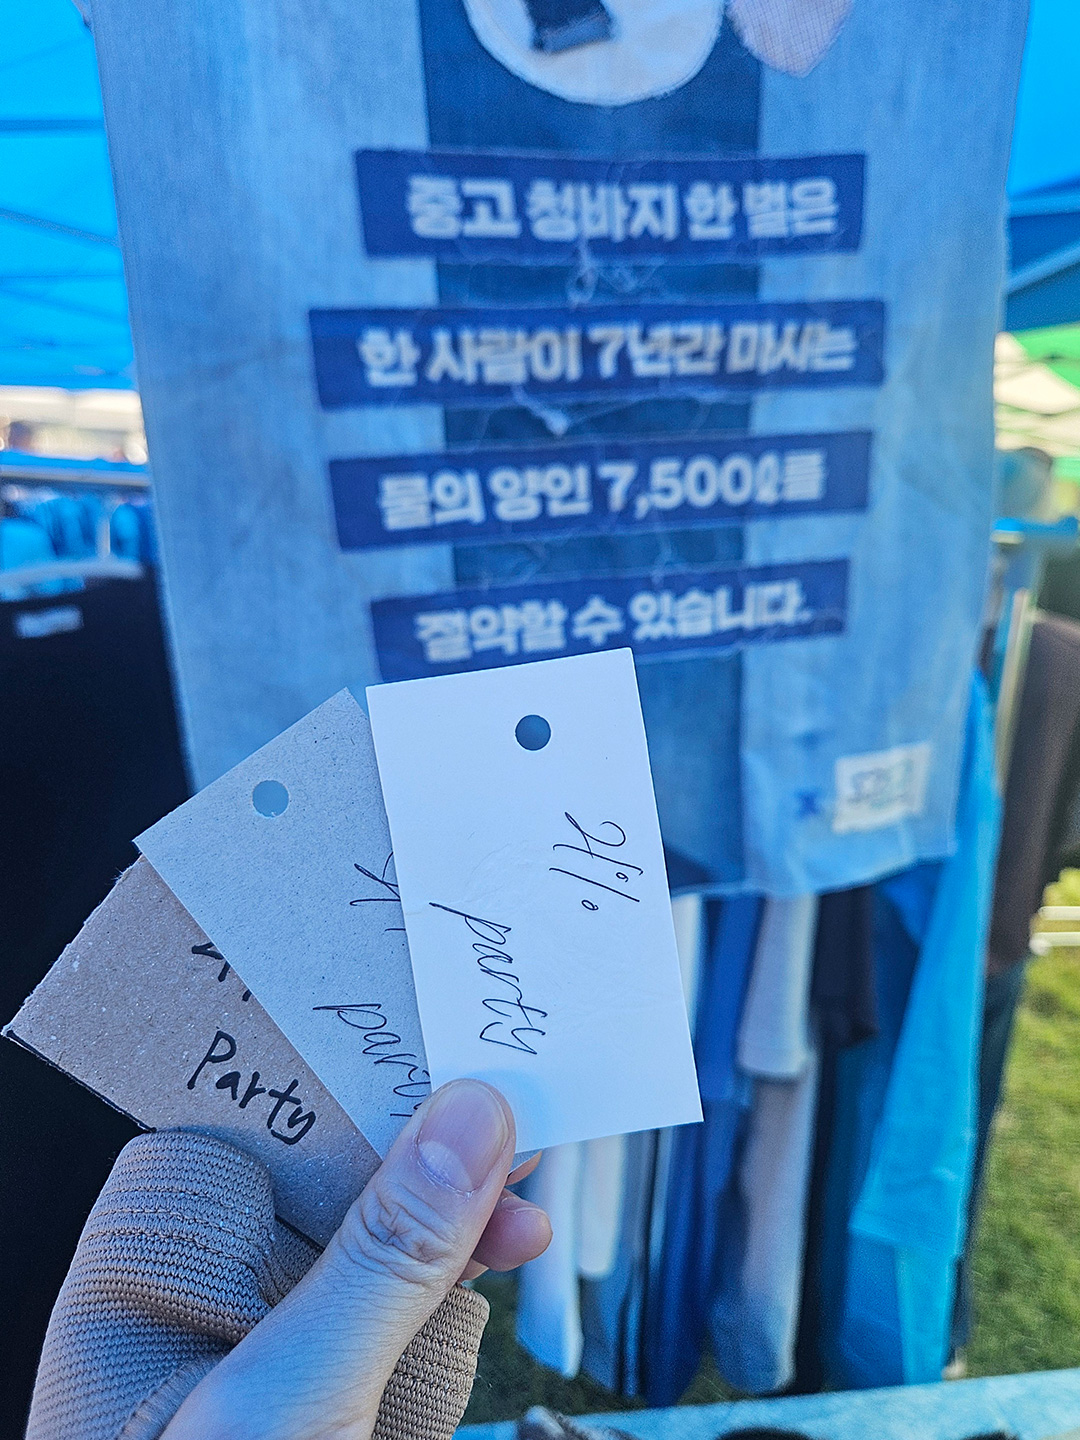 중고 청바지 한 벌은
한 사람이 7년간 마시는
물의 양인 7,500ℓ를
절약할 수 있습니다.
21%
party
party
Party